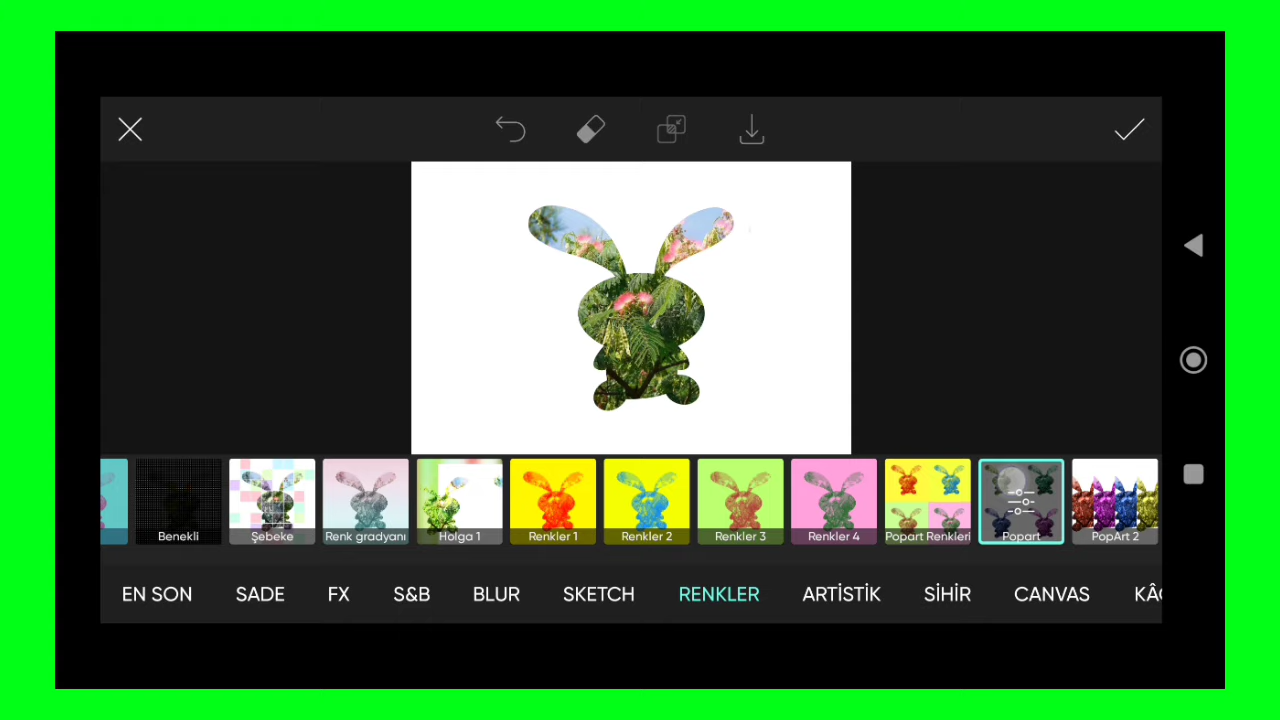 Benekli
Şebeke
Renk gradyanı
Holga 1
Renkler 1
Renkler 2
Renkler 3
Renkler 4
Popart Renkleri
Popart
PopArt 2
EN SON
SADE
FX
S&B
BLUR
SKETCH
RENKLER
ARTİSTİK
SİHİR
CANVAS